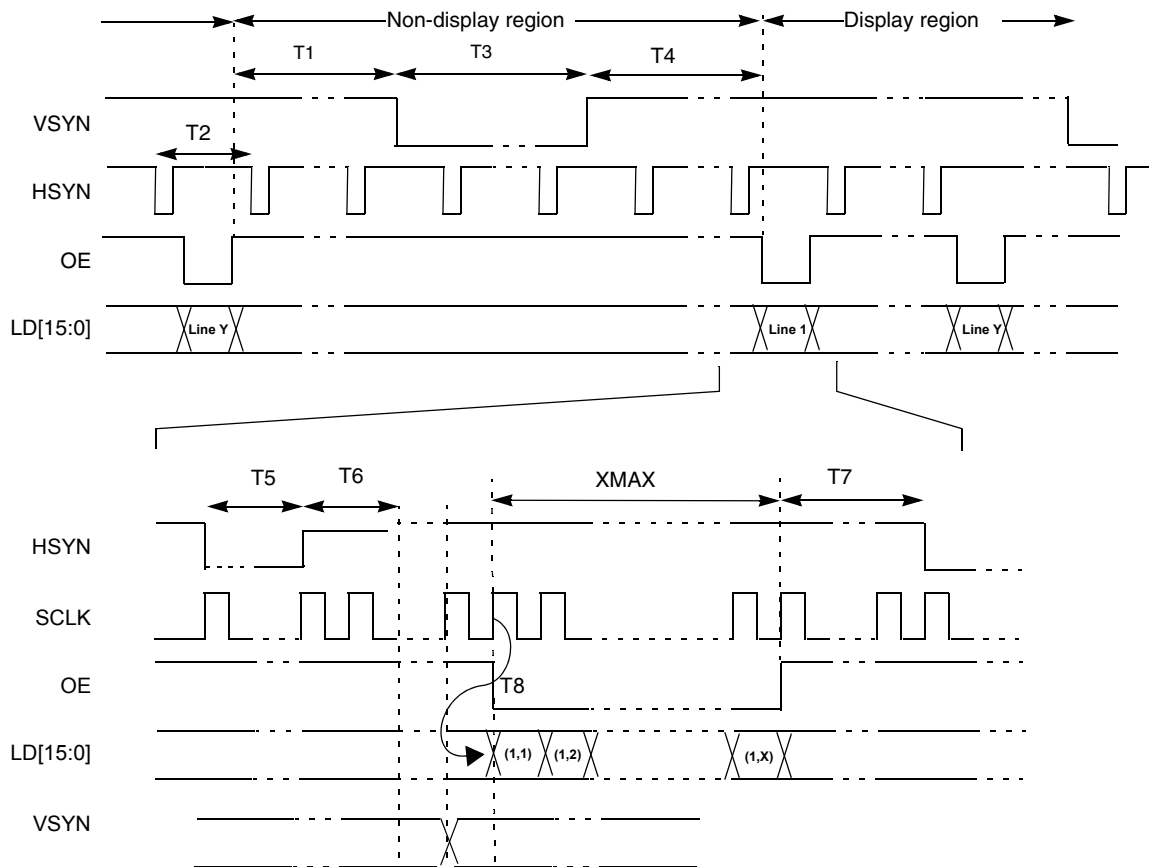 Non-display region
Display region
T1
T3
T4
VSYN
T2
HSYN
OE
LD[15:0]
Line Y
Line 1
Line Y
T5
T6
XMAX
T7
HSYN
SCLK
OE
T8
LD[15:0]
(1,1)
(1,2)
(1,X)
VSYN